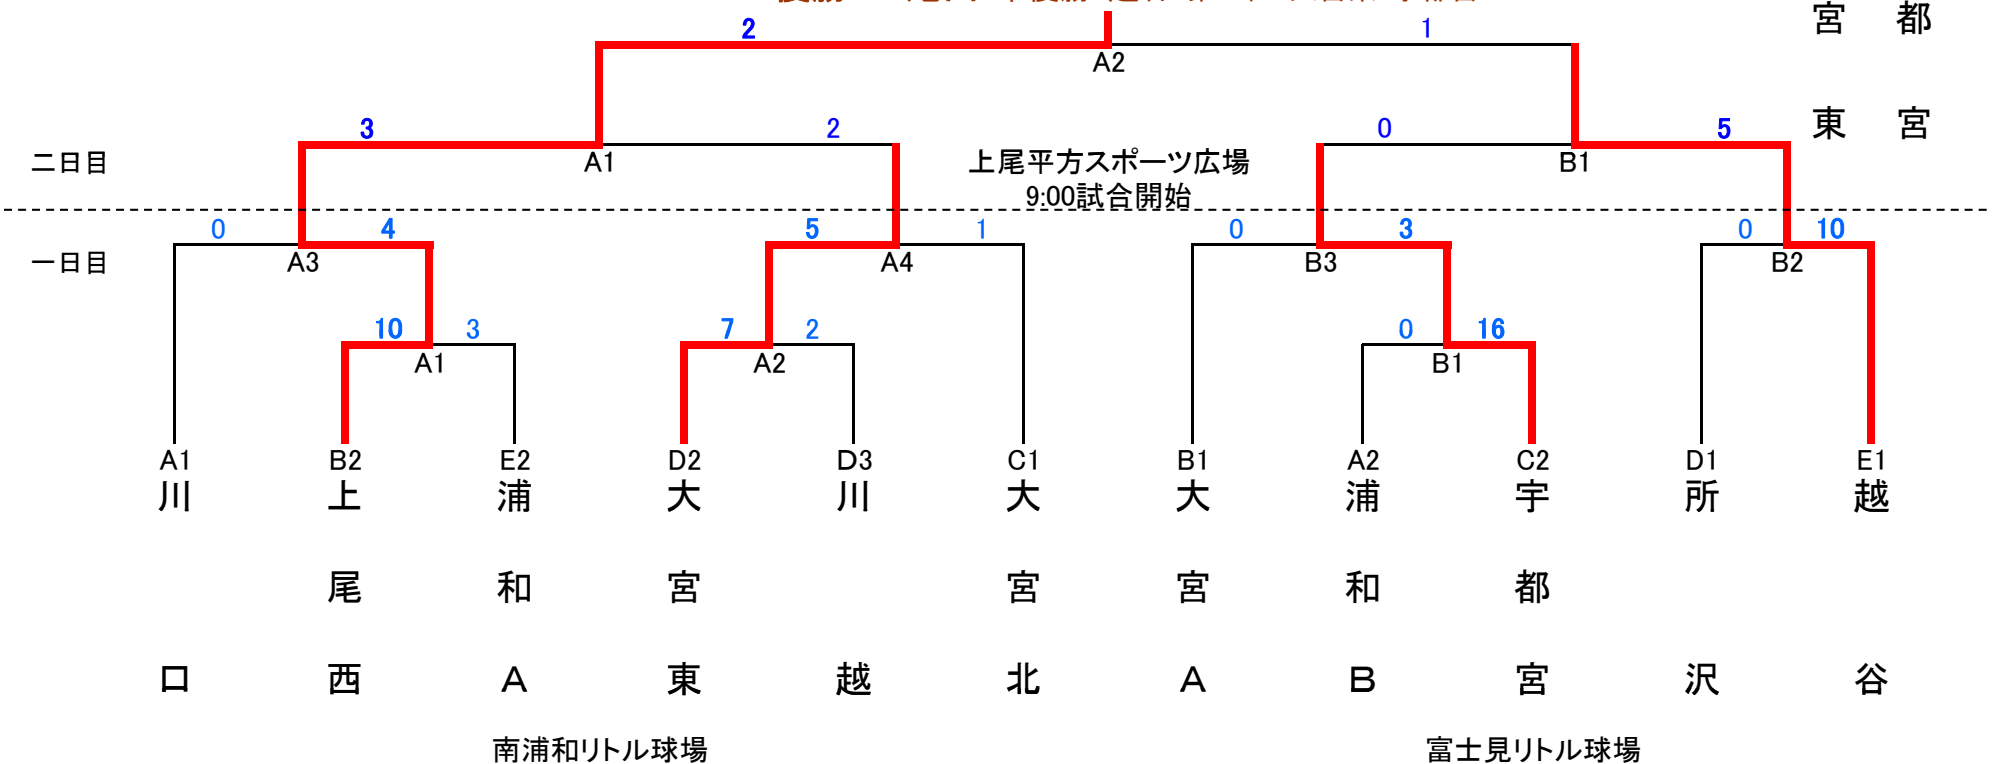 宮 都
2 1
A2
東 宮
3 2 0 5
二日目 A1 上尾平方スポーツ広場 B1
9:00試合開始
0 4 5 1 0 3 0 10
一日目 A3 A4 B3 B2
10 3 7 2 0 16
A1 A2 B1
A1 B2 E2 D2 D3 C1 B1 A2 C2 D1 E1
川口
上尾西
浦和A
大宮東
川越
大宮北
大宮A
浦和B
宇都宮
所沢
越谷
南浦和リトル球場 富士見リトル球場